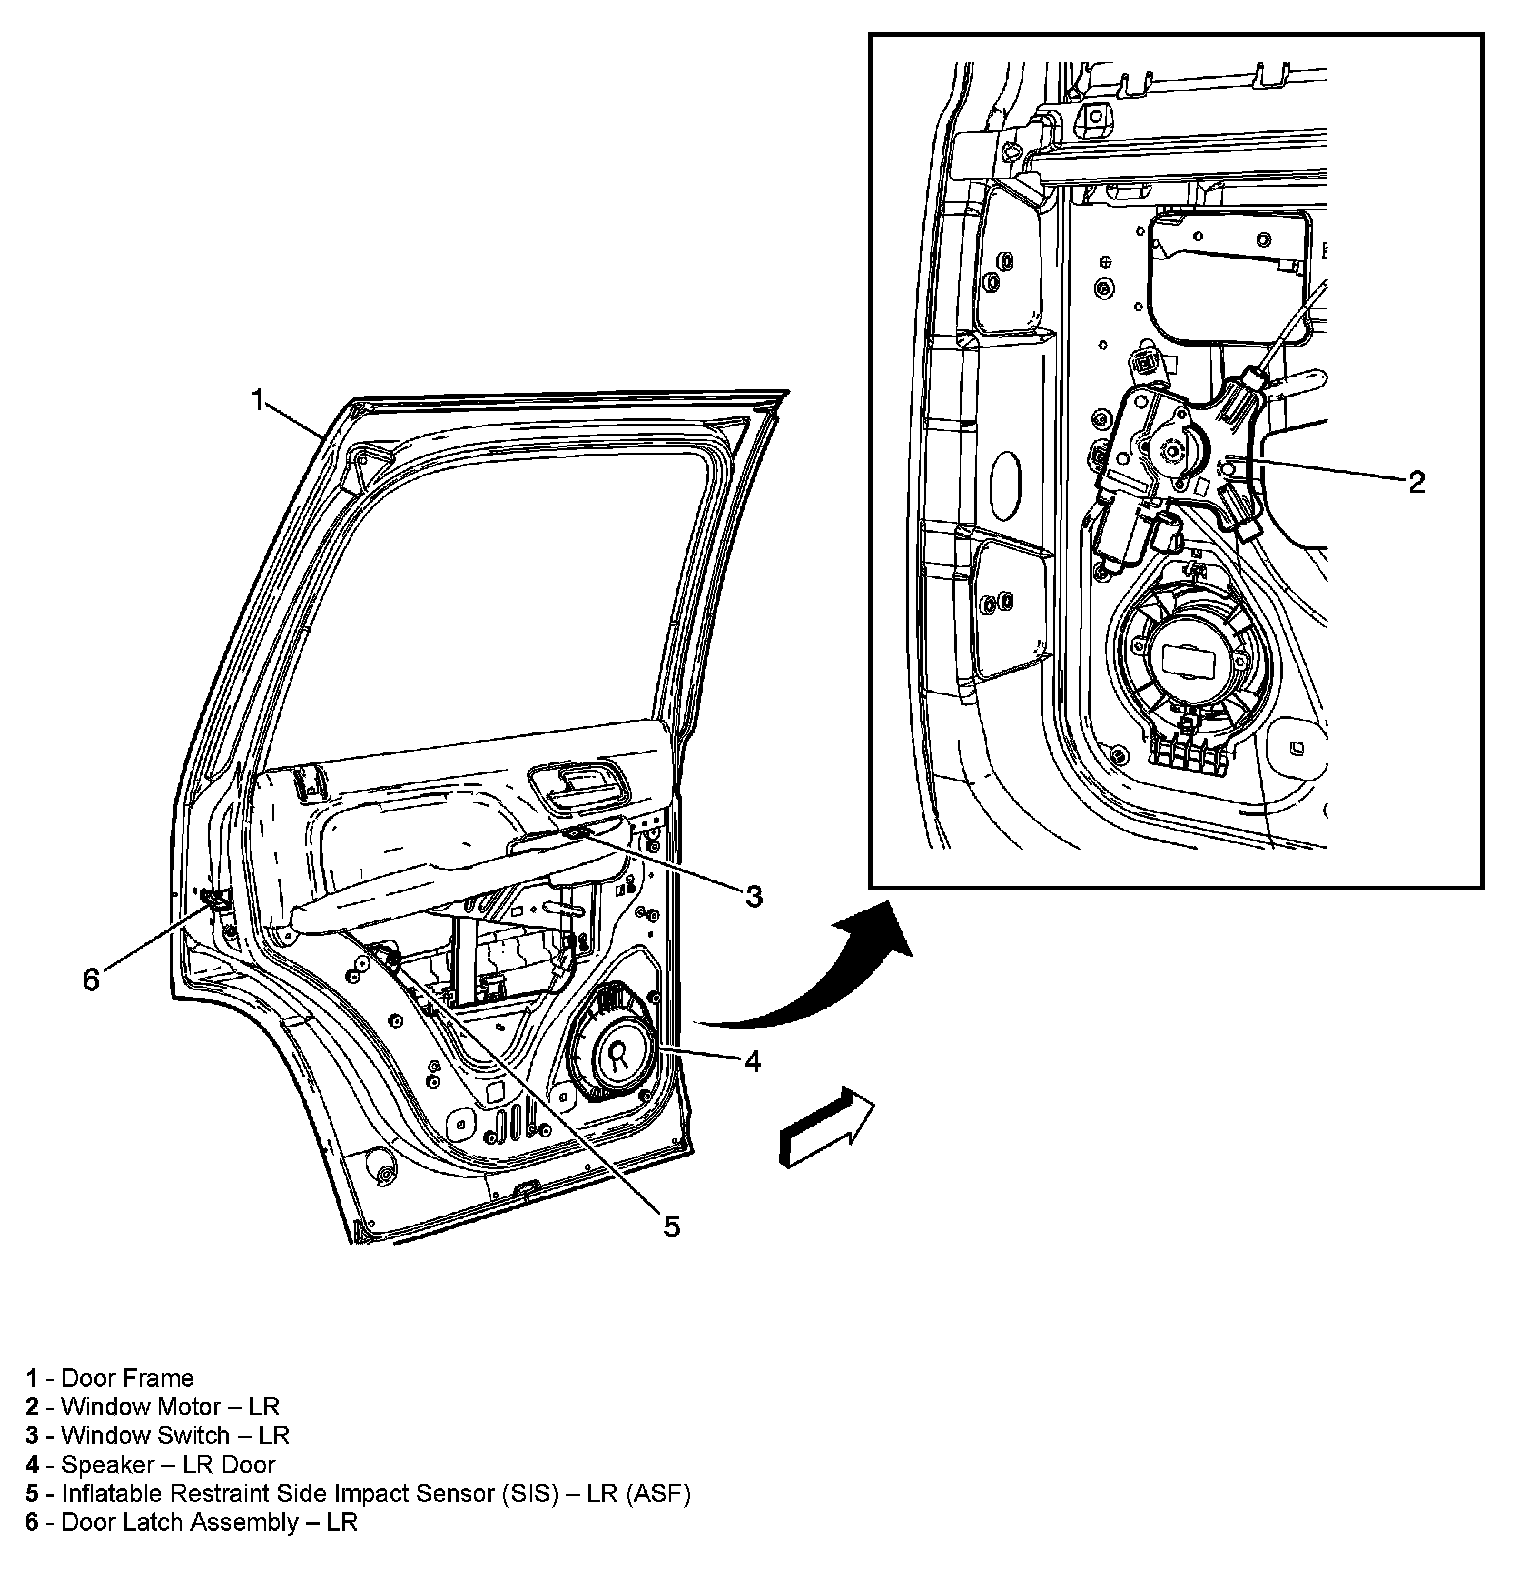 1
2
3
6
4
5
1 - Door Frame
2 - Window Motor – LR
3 - Window Switch – LR
4 - Speaker – LR Door
5 - Inflatable Restraint Side Impact Sensor (SIS) – LR (ASF)
6 - Door Latch Assembly – LR